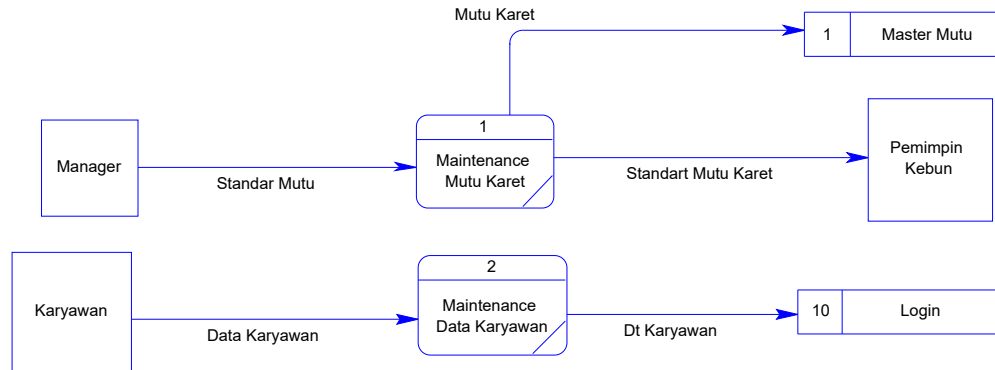 Mutu Karet
1
Master Mutu
Manager
Standar Mutu
1
Maintenance
Mutu Karet
Standart Mutu Karet
Pemimpin
Kebun
Karyawan
Data Karyawan
2
Maintenance
Data Karyawan
Dt Karyawan
10
Login